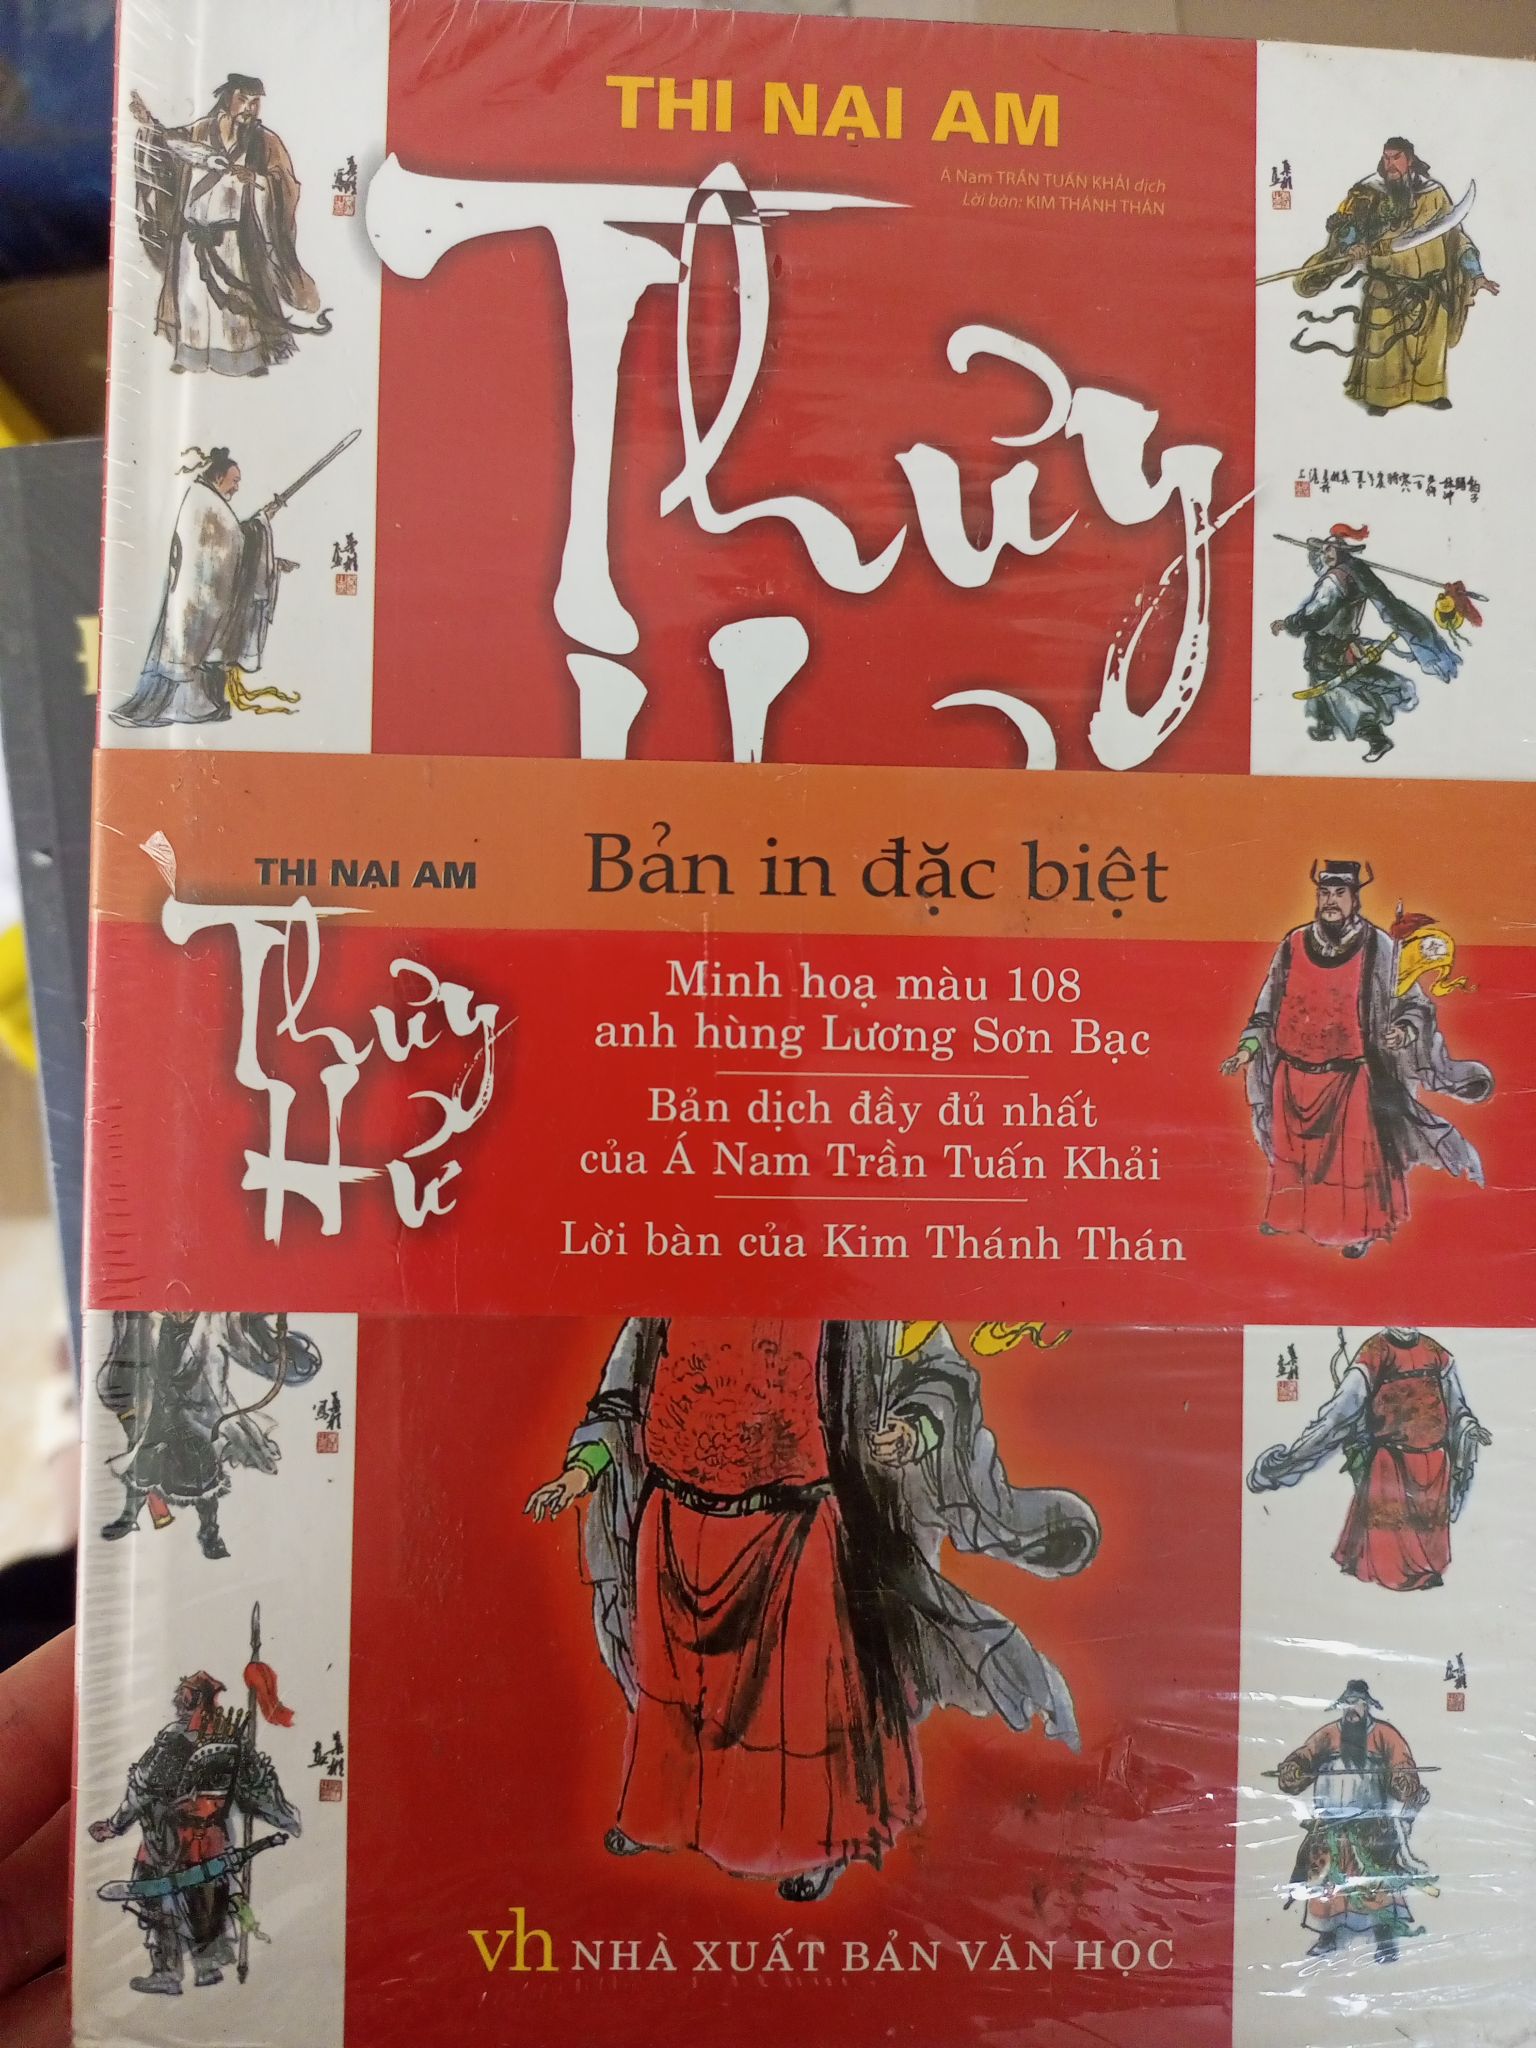 THI NẠI AM
Á Nam TRẦN TUẤN KHẢI dịch
Lời bàn: KIM THÁNH THÁN
Thủy
THI NẠI AM
Thủy
Hử
Bản in đặc biệt
Minh hoạ màu 108
anh hùng Lương Sơn Bạc
Bản dịch đầy đủ nhất
của Á Nam Trần Tuấn Khải
Lời bàn của Kim Thánh Thán
vh NHÀ XUẤT BẢN VĂN HỌC